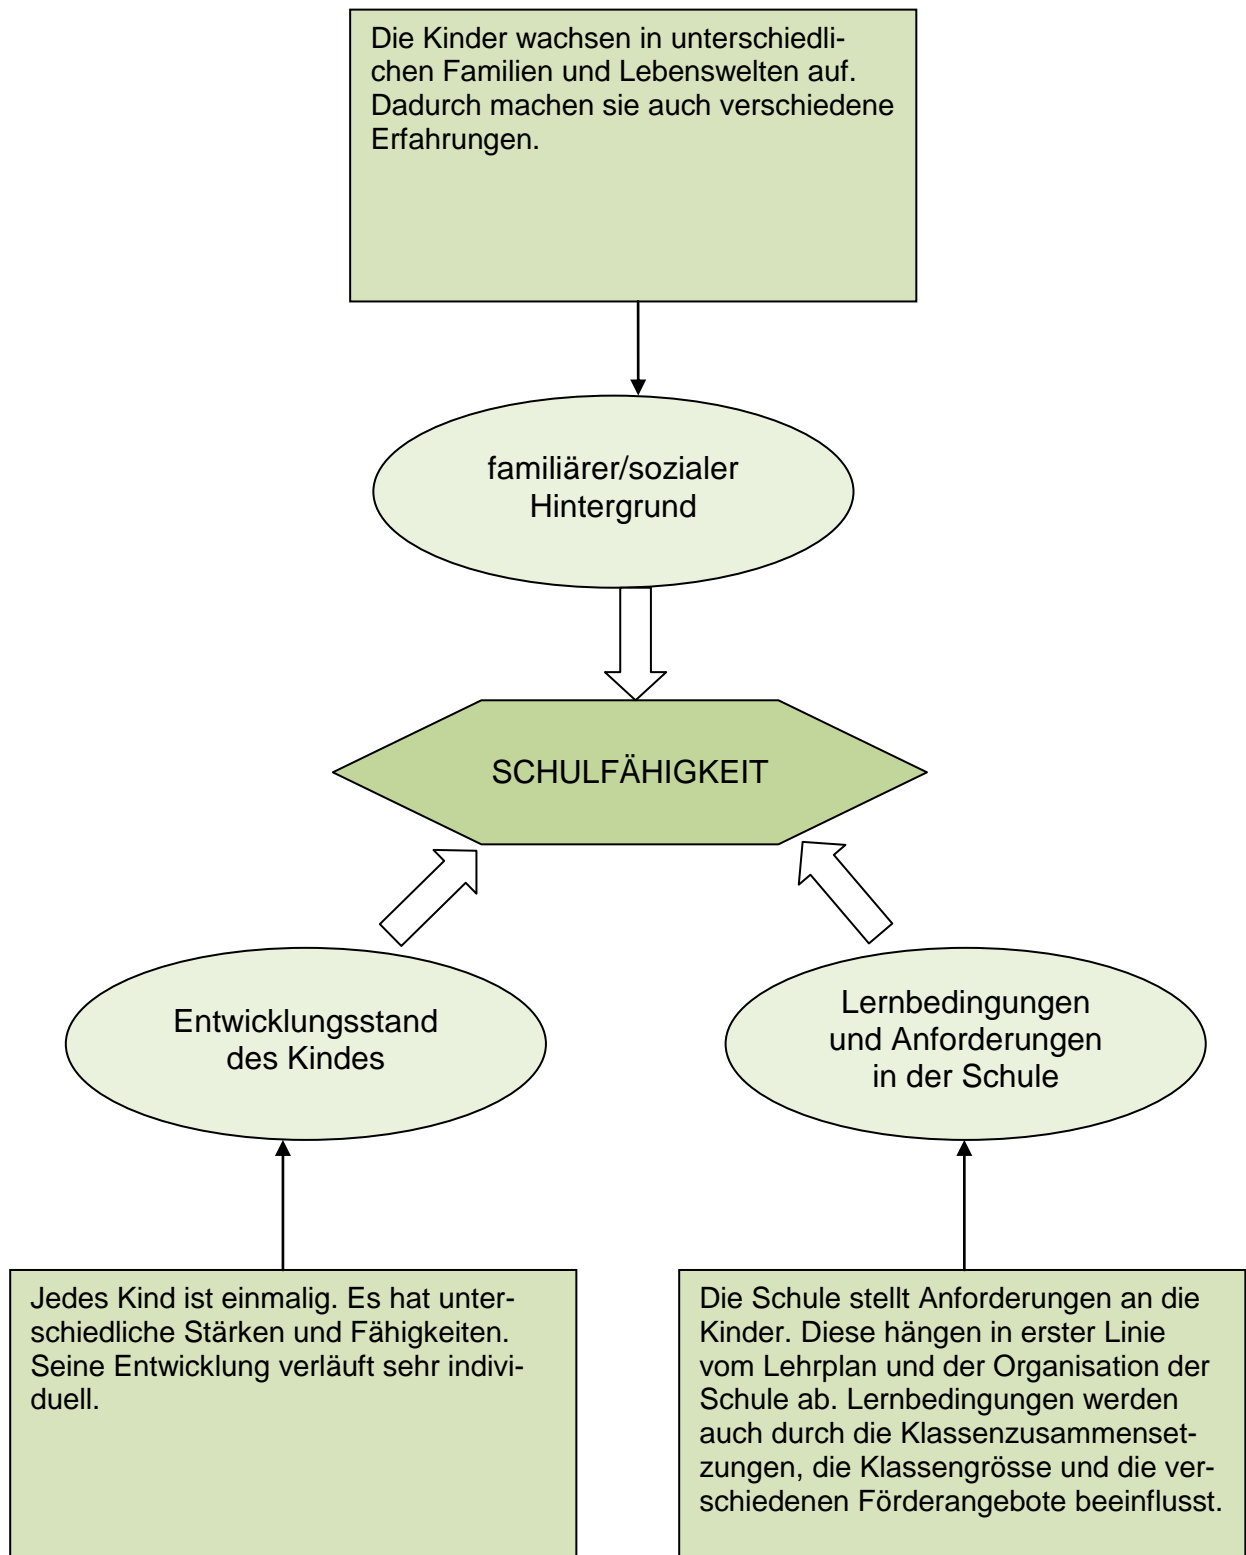 Die Kinder wachsen in unterschiedli-
chen Familien und Lebenswelten auf.
Dadurch machen sie auch verschiedene
Erfahrungen.
familiärer/sozialer
Hintergrund
SCHULFÄHIGKEIT
Entwicklungsstand
des Kindes
Lernbedingungen
und Anforderungen
in der Schule
Jedes Kind ist einmalig. Es hat unter-
schiedliche Stärken und Fähigkeiten.
Seine Entwicklung verläuft sehr indivi-
duell.
Die Schule stellt Anforderungen an die
Kinder. Diese hängen in erster Linie
vom Lehrplan und der Organisation der
Schule ab. Lernbedingungen werden
auch durch die Klassenzusammenset-
zungen, die Klassengrösse und die ver-
schiedenen Förderangebote beeinflusst.